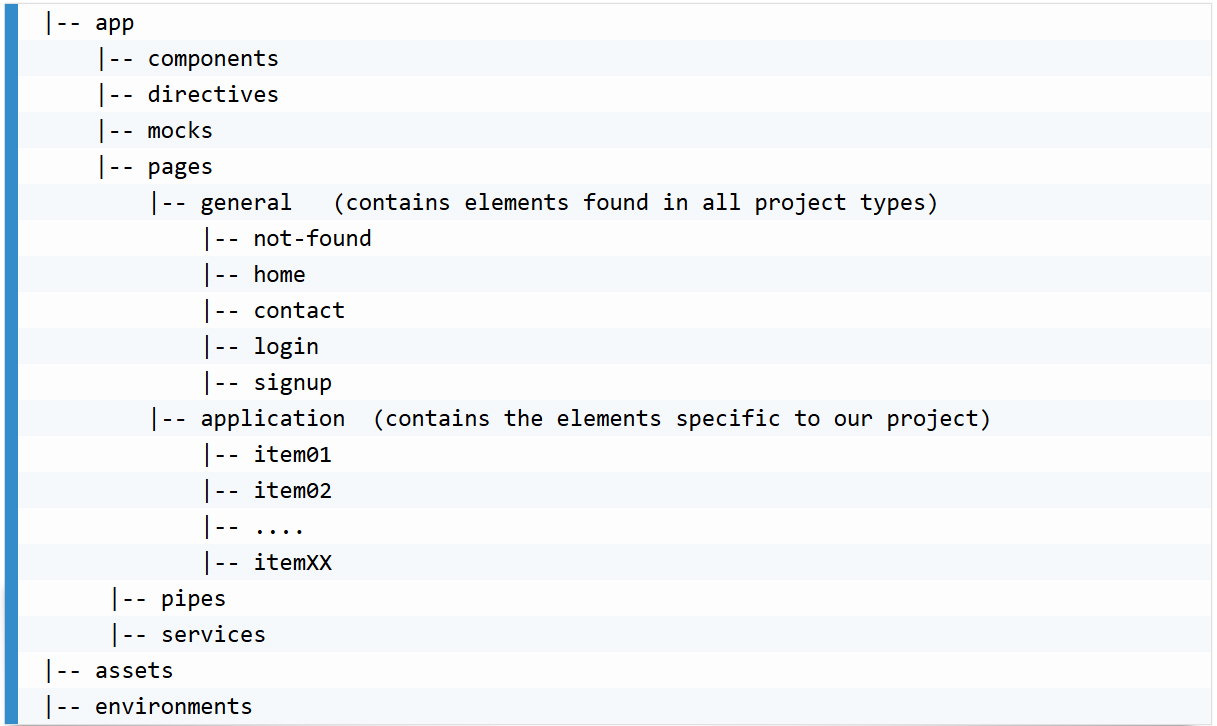 |-- app
    |-- components
    |-- directives
    |-- mocks
    |-- pages
        |-- general   (contains elements found in all project types)
            |-- not-found
            |-- home
            |-- contact
            |-- login
            |-- signup
        |-- application  (contains the elements specific to our project)
            |-- item01
            |-- item02
            |-- ....
            |-- itemXX
     |-- pipes
     |-- services
|-- assets
|-- environments